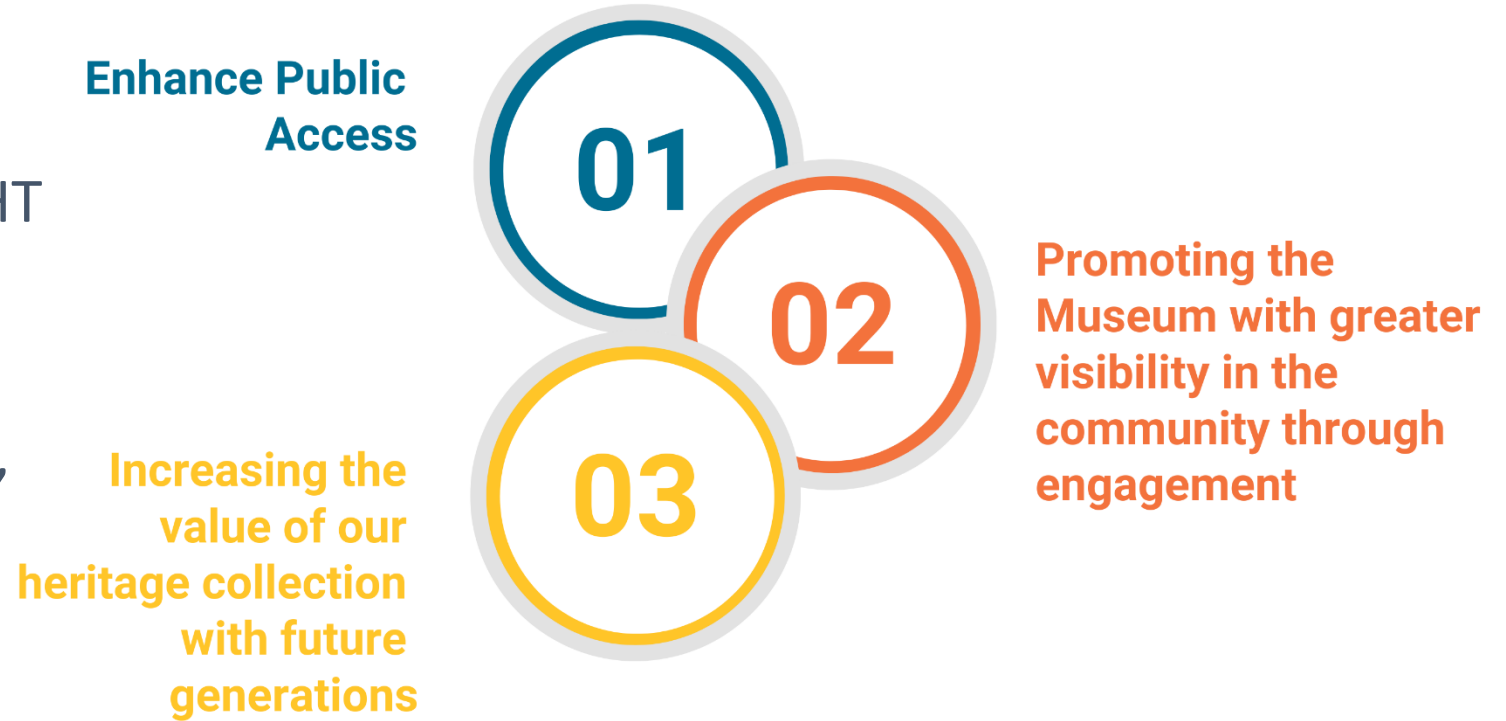 Enhance Public
Access
01
HT
02
Promoting the
Museum with greater
visibility in the
community through
engagement
03
Increasing the
value of our
heritage collection
with future
generations